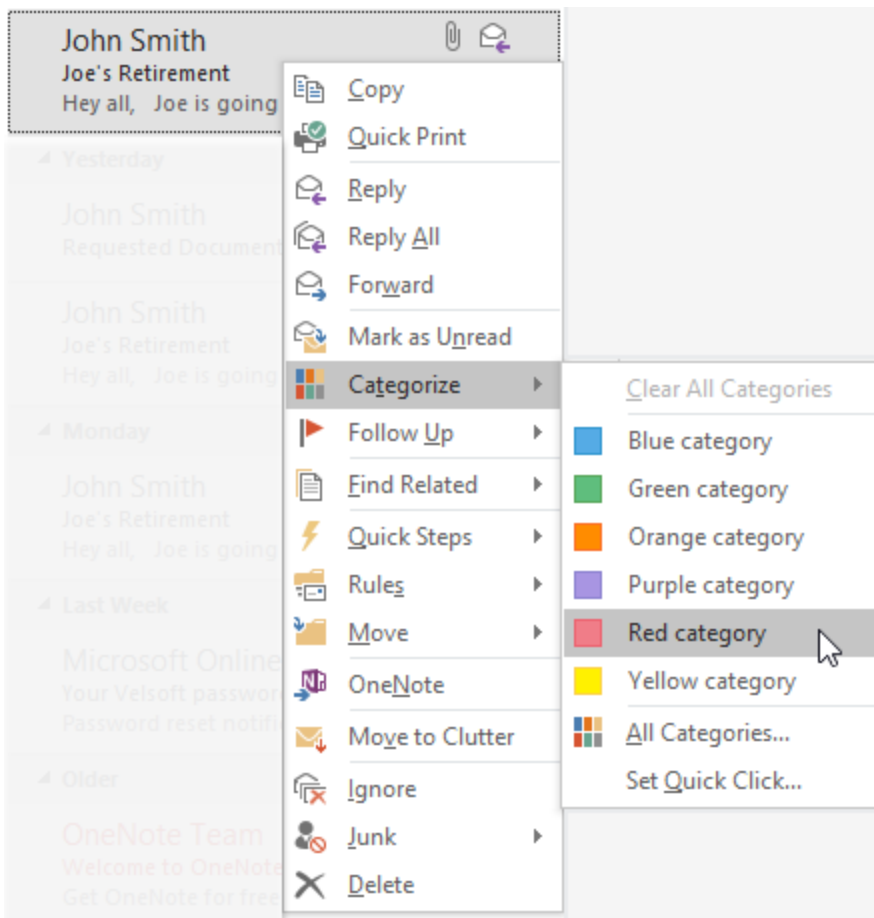 John Smith
Joe's Retirement
Hey all, Joe is going
Yesterday
John Smith
Requested Document
John Smith
Joe's Retirement
Hey all, Joe is going
Monday
John Smith
Joe's Retirement
Hey all, Joe is going
Last Week
Microsoft Online
Your Velsoft passwor
Password reset notifi
Older
OneNote Team
Welcome to OneNote
Get OneNote for free
Copy
Quick Print
Reply
Reply All
Forward
Mark as Unread
Categorize
Follow Up
Find Related
Quick Steps
Rules
Move
OneNote
Move to Clutter
Ignore
Junk
Delete
Clear All Categories
Blue category
Green category
Orange category
Purple category
Red category
Yellow category
All Categories...
Set Quick Click...